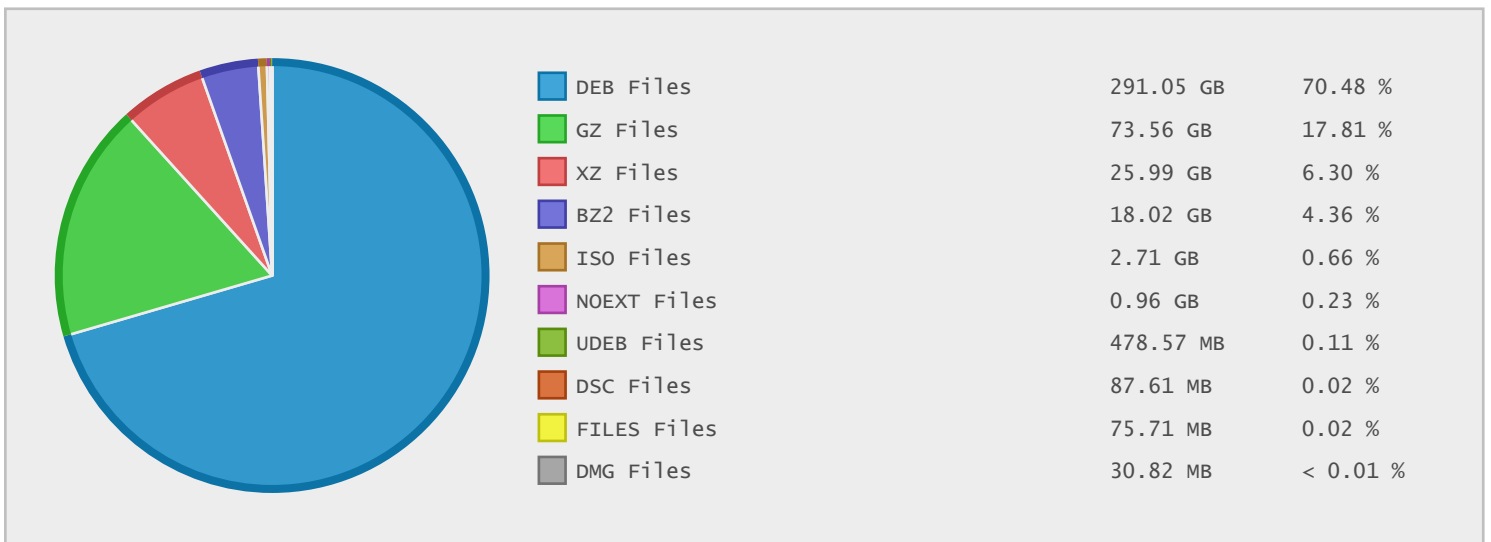 DEB Files 291.05 GB 70.48 %
GZ Files 73.56 GB 17.81 %
XZ Files 25.99 GB 6.30 %
BZ2 Files 18.02 GB 4.36 %
ISO Files 2.71 GB 0.66 %
NOEXT Files 0.96 GB 0.23 %
UDEB Files 478.57 MB 0.11 %
DSC Files 87.61 MB 0.02 %
FILES Files 75.71 MB 0.02 %
DMG Files 30.82 MB < 0.01 %